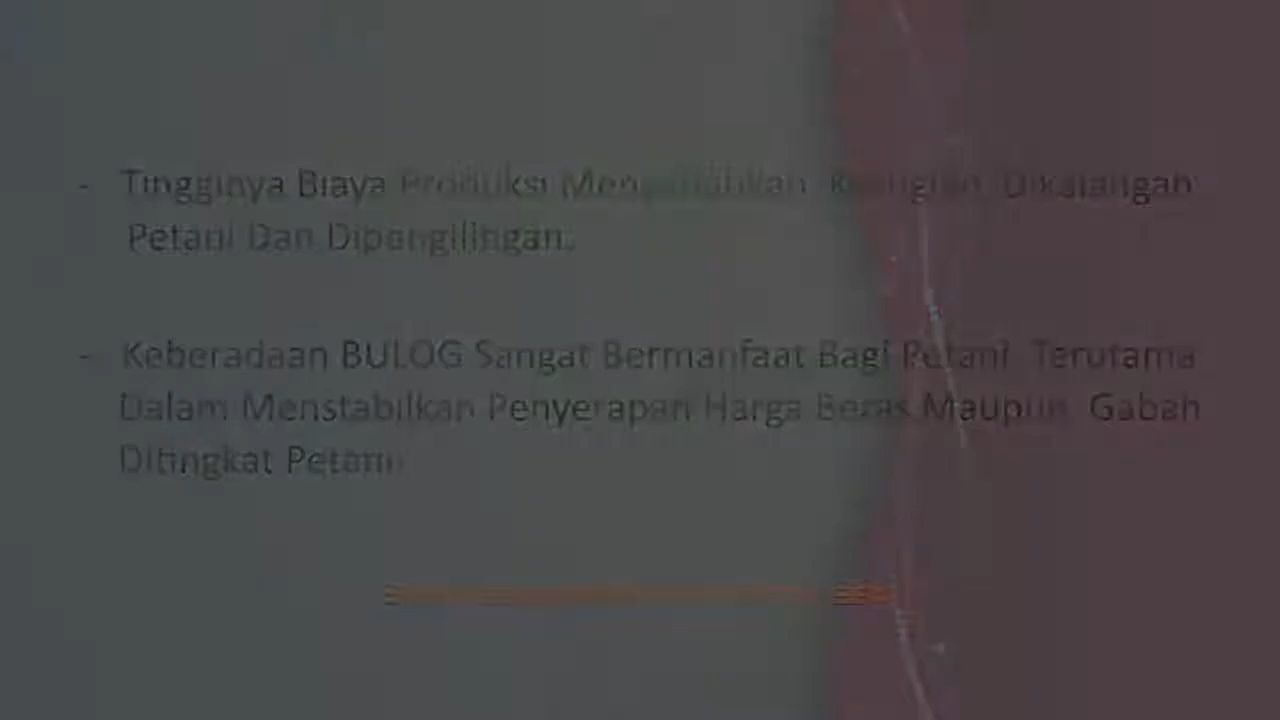 - Tingginya Biaya Produksi Menyebabkan Kerugian Dikalangan
Petani Dan Dipengilingan.
- Keberadaan BULOG Sangat Bermanfaat Bagi Petani Terutama
Dalam Menstabilkan Penyerapan Harga Beras Maupun Gabah
Ditingkat Petani